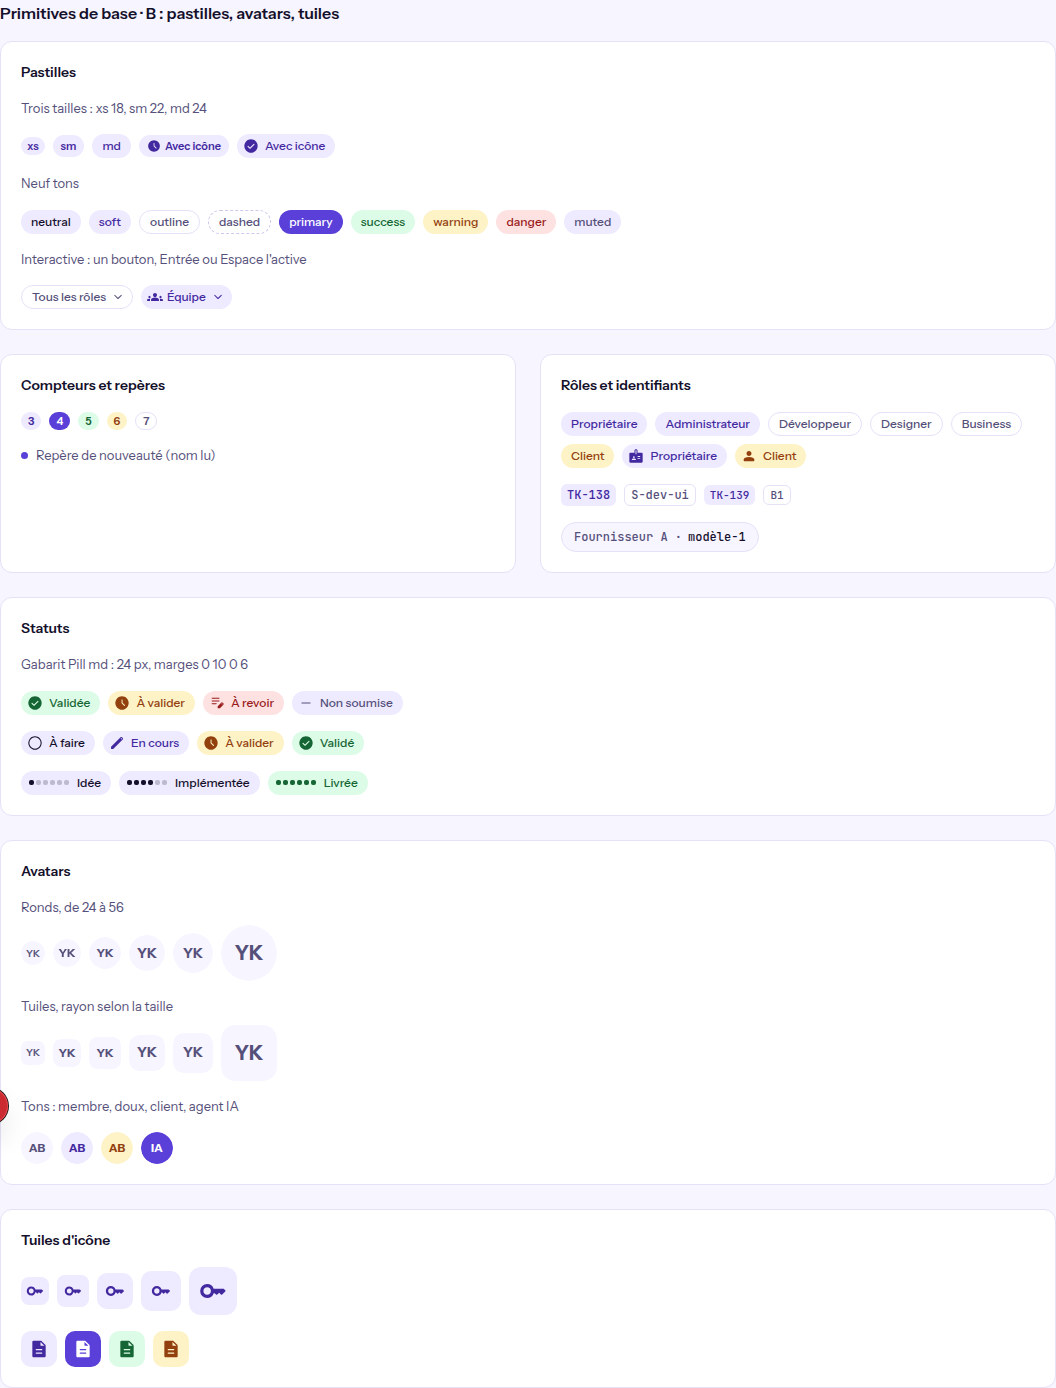 Primitives de base · B : pastilles, avatars, tuiles
Pastilles
Trois tailles : xs 18, sm 22, md 24
xs sm md Avec icône Avec icône
Neuf tons
neutral soft outline dashed primary success warning danger muted
Interactive : un bouton, Entrée ou Espace l'active
Tous les rôles Équipe
Compteurs et repères
3 4 5 6 7
Repère de nouveauté (nom lu)
Rôles et identifiants
Propriétaire Administrateur Développeur Designer Business
Client Propriétaire Client
TK-138 S-dev-ui TK-139 B1
Fournisseur A · modèle-1
Statuts
Gabarit Pill md : 24 px, marges 0 10 0 6
Validée À valider À revoir Non soumise
À faire En cours À valider Validé
Idée Implémentée Livrée
Avatars
Ronds, de 24 à 56
YK YK YK YK YK YK
Tuiles, rayon selon la taille
YK YK YK YK YK YK
Tons : membre, doux, client, agent IA
AB AB AB IA
Tuiles d'icône